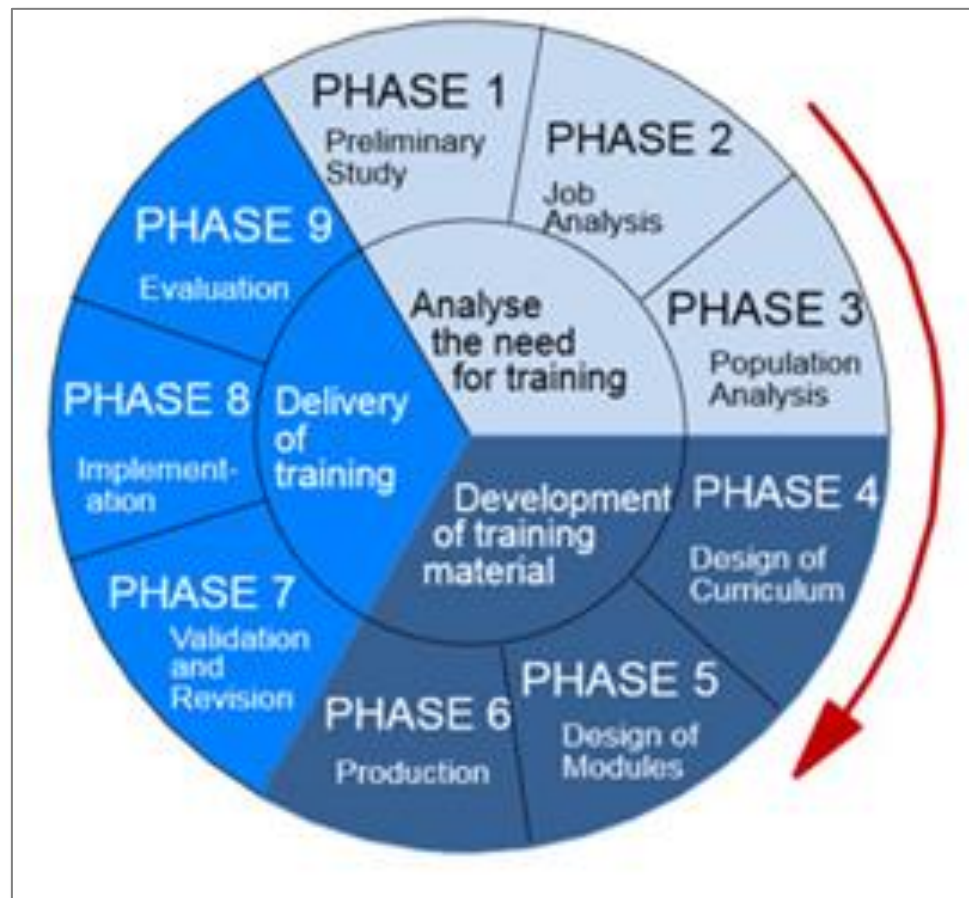 PHASE 1
Preliminary
Study
PHASE 2
Job
Analysis
PHASE 3
Population
Analysis
Analyse
the need
for training
PHASE 4
Design of
Curriculum
PHASE 5
Design of
Modules
PHASE 6
Production
Development
of training
material
PHASE 7
Validation
and
Revision
PHASE 8
Implement-
ation
PHASE 9
Evaluation
Delivery
of
training